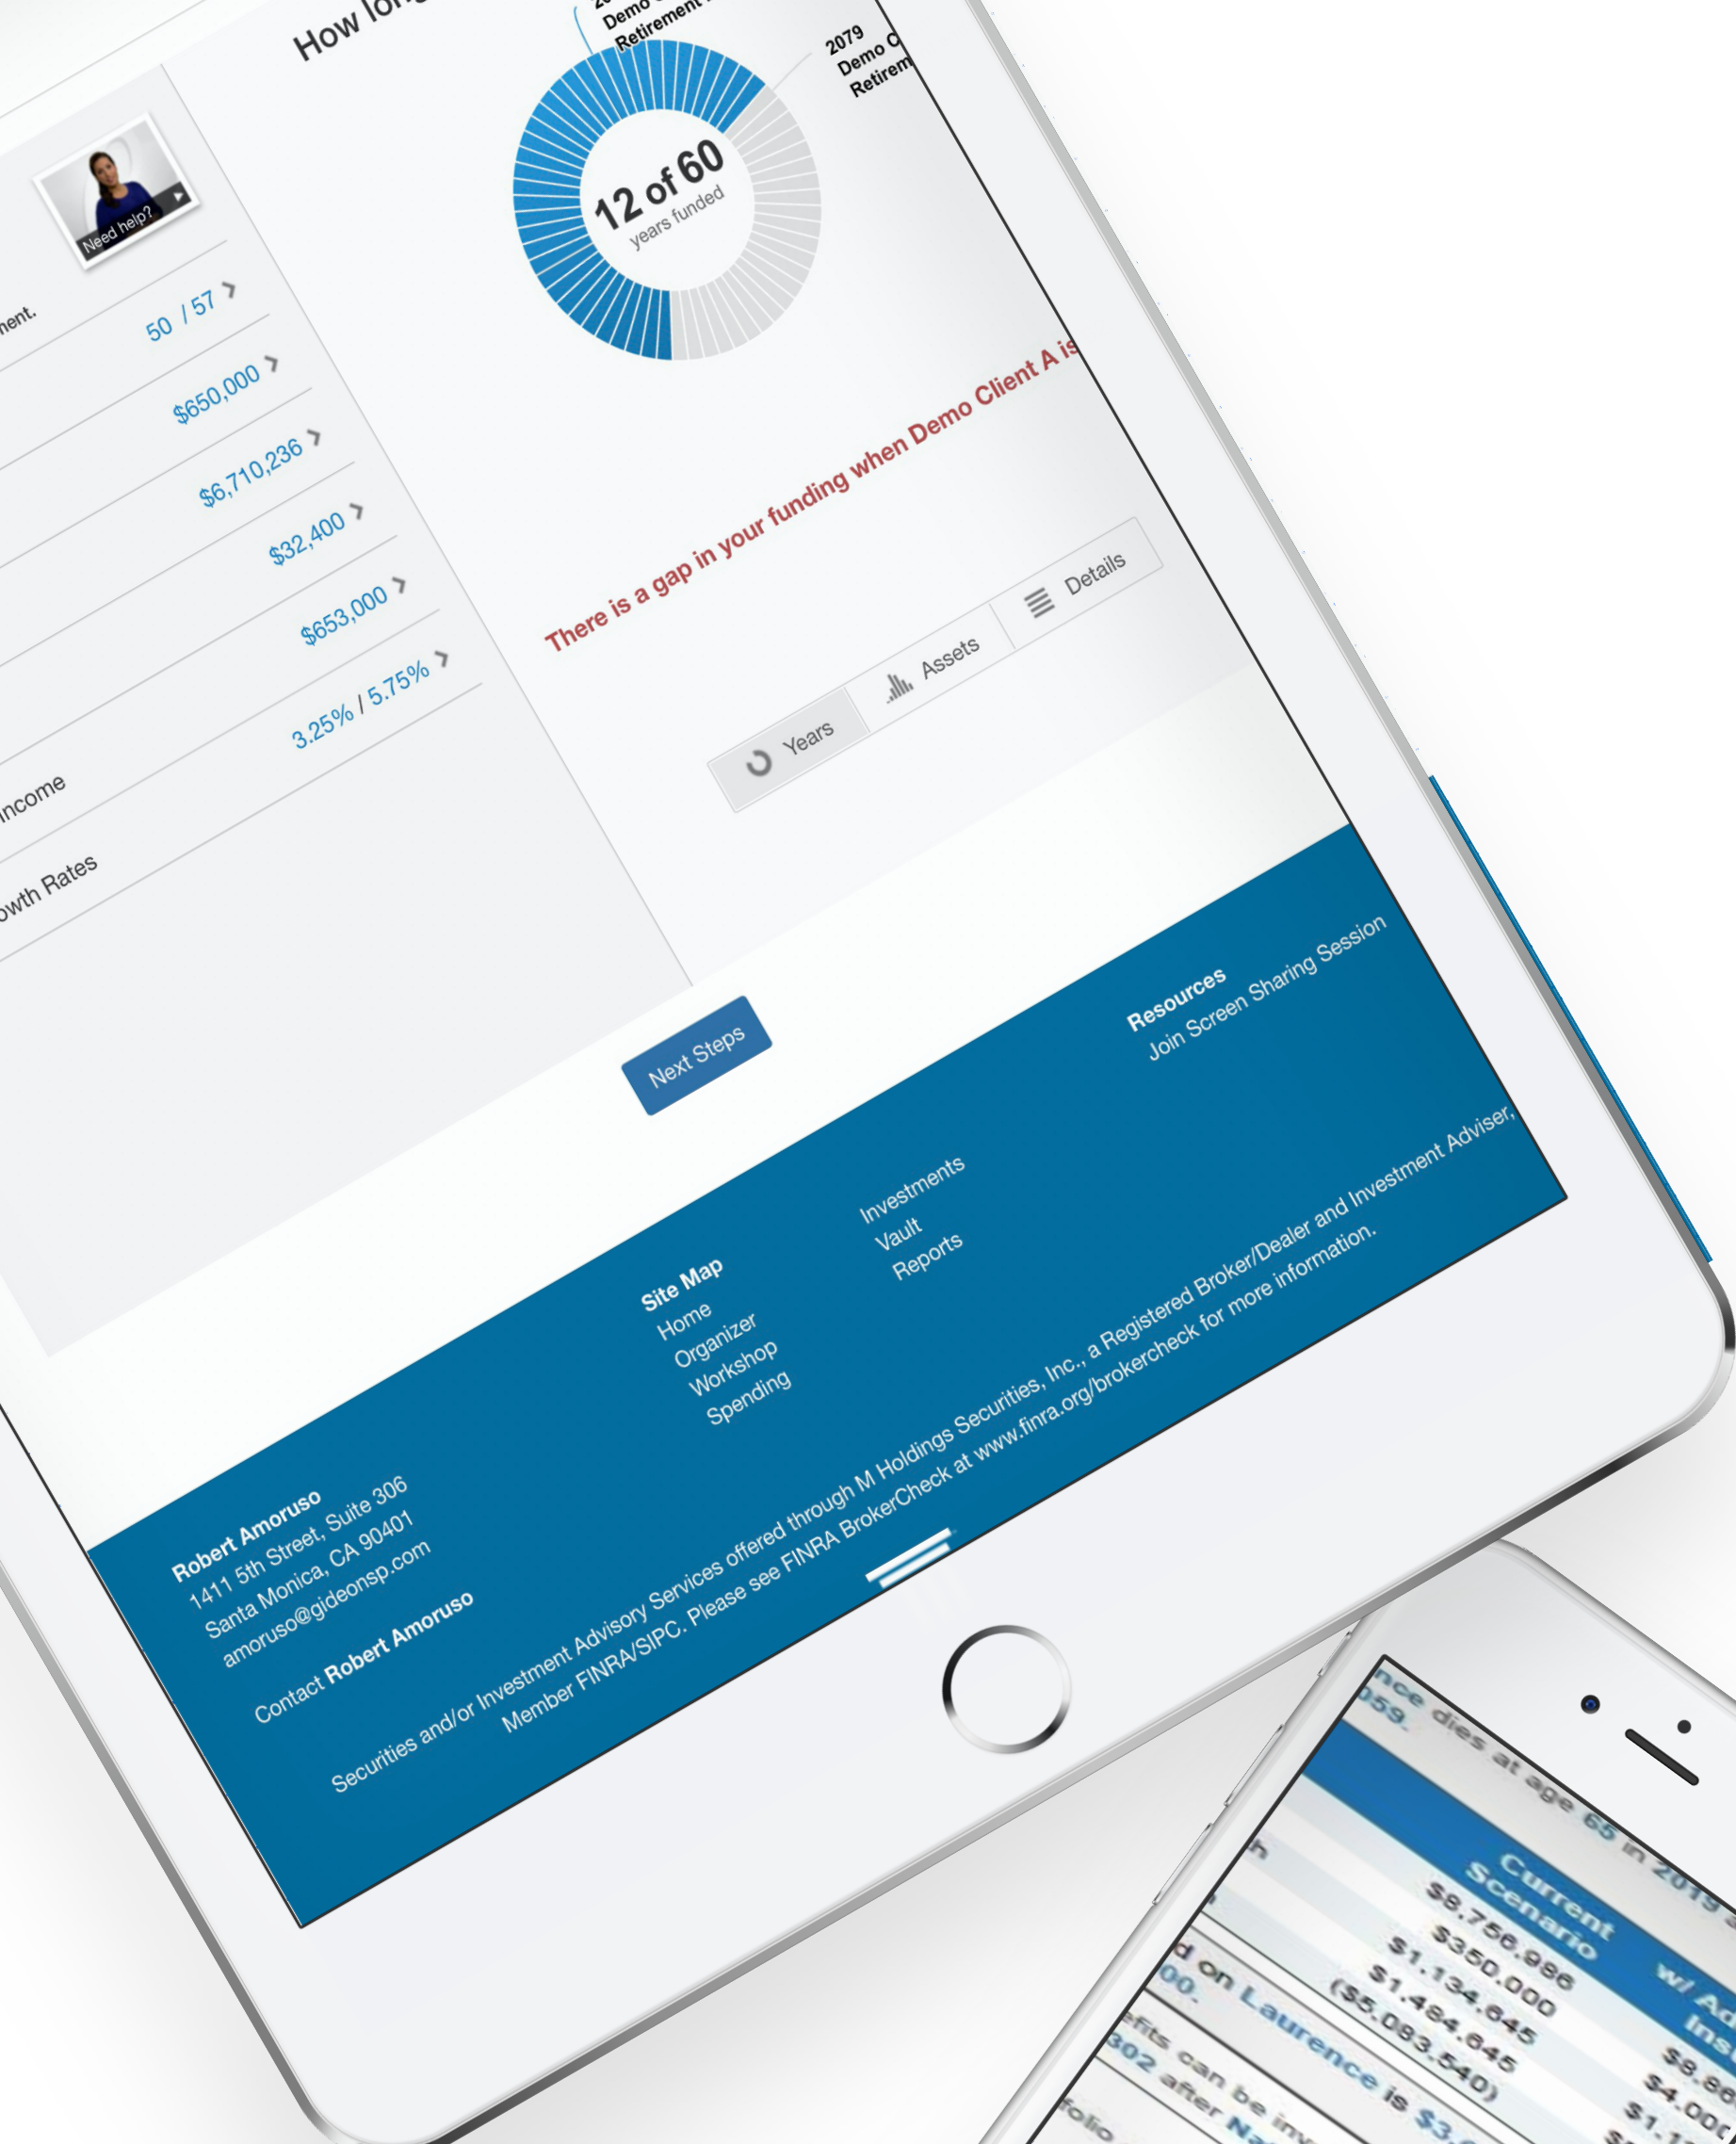 How
Demo
Retirement
2079
Demo C
Retirem
12 of 60
years funded
Need help?
50 / 57
$650,000
$6,710,236
$32,400
$653,000
3.25% / 5.75%
Rates
There is a gap in your funding when Demo Client A is
Years
Assets
Details
Next Steps
Robert Amoruso
1411 5th Street, Suite 306
Santa Monica, CA 90401
amoruso@gideonsp.com
Contact Robert Amoruso
Site Map
Home
Organizer
Workshop
Spending
Investments
Vault
Reports
Resources
Join Screen Sharing Session
Securities and/or Investment Advisory Services offered through M Holdings Securities, Inc., a Registered Broker/Dealer and Investment Adviser,
Member FINRA/SIPC. Please see FINRA BrokerCheck at www.finra.org/brokercheck for more information.
dies at age 65 in 2019
059.
Current
Scenario
w/
$8,756,986
$350,000
$1,134,645
$1,484,645
($5,083,540)
on Laurence is
can be
302 after